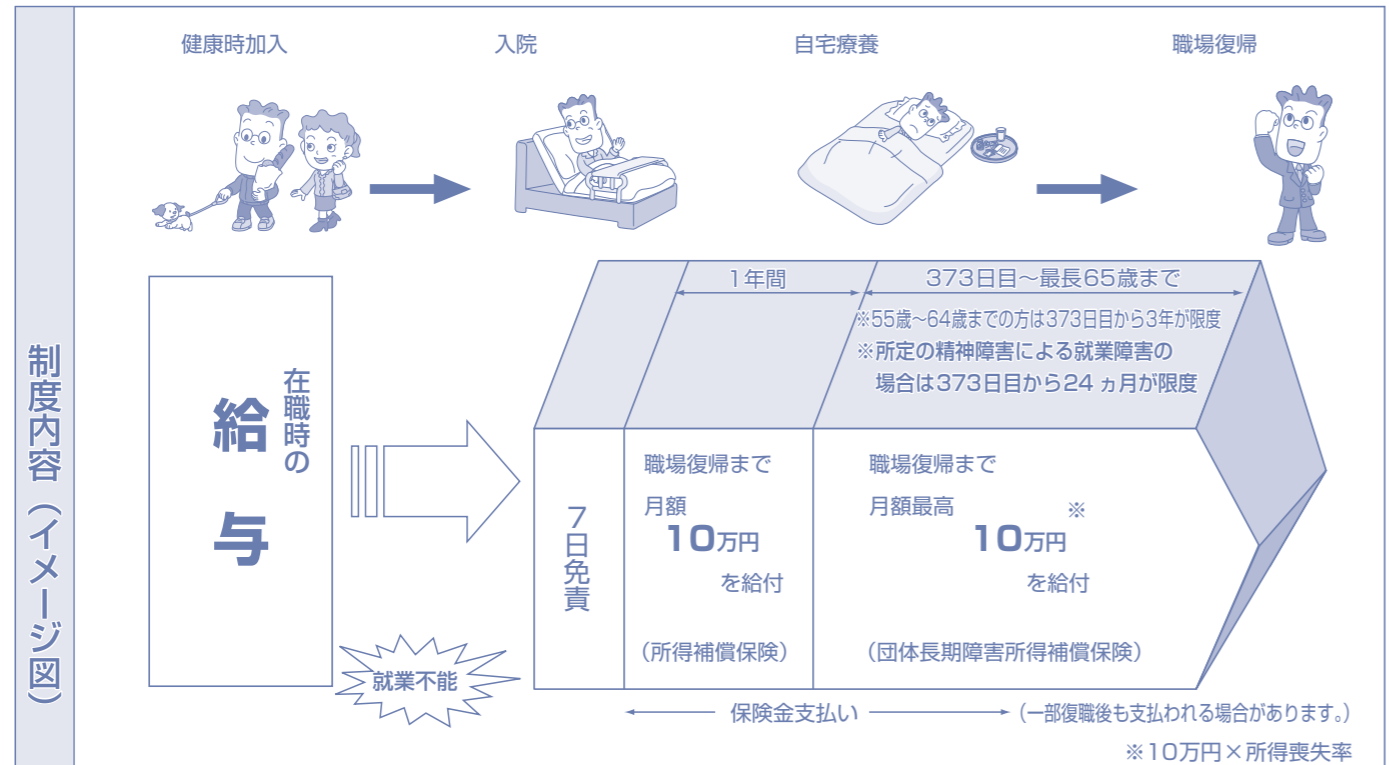 制度内容（イメージ図）
健康時加入
入院
自宅療養
職場復帰
在職時の
給与
就業不能
1年間
373日目～最長65歳まで
※55歳～64歳までの方は373日目から3年が限度
※所定の精神障害による就業障害の
場合は373日目から24ヵ月が限度
7日免責
職場復帰まで
月額
10万円
を給付
（所得補償保険）
職場復帰まで
月額最高
※
10万円
を給付
（団体長期障害所得補償保険）
保険金支払い
（一部復職後も支払われる場合があります。）
※10万円×所得喪失率